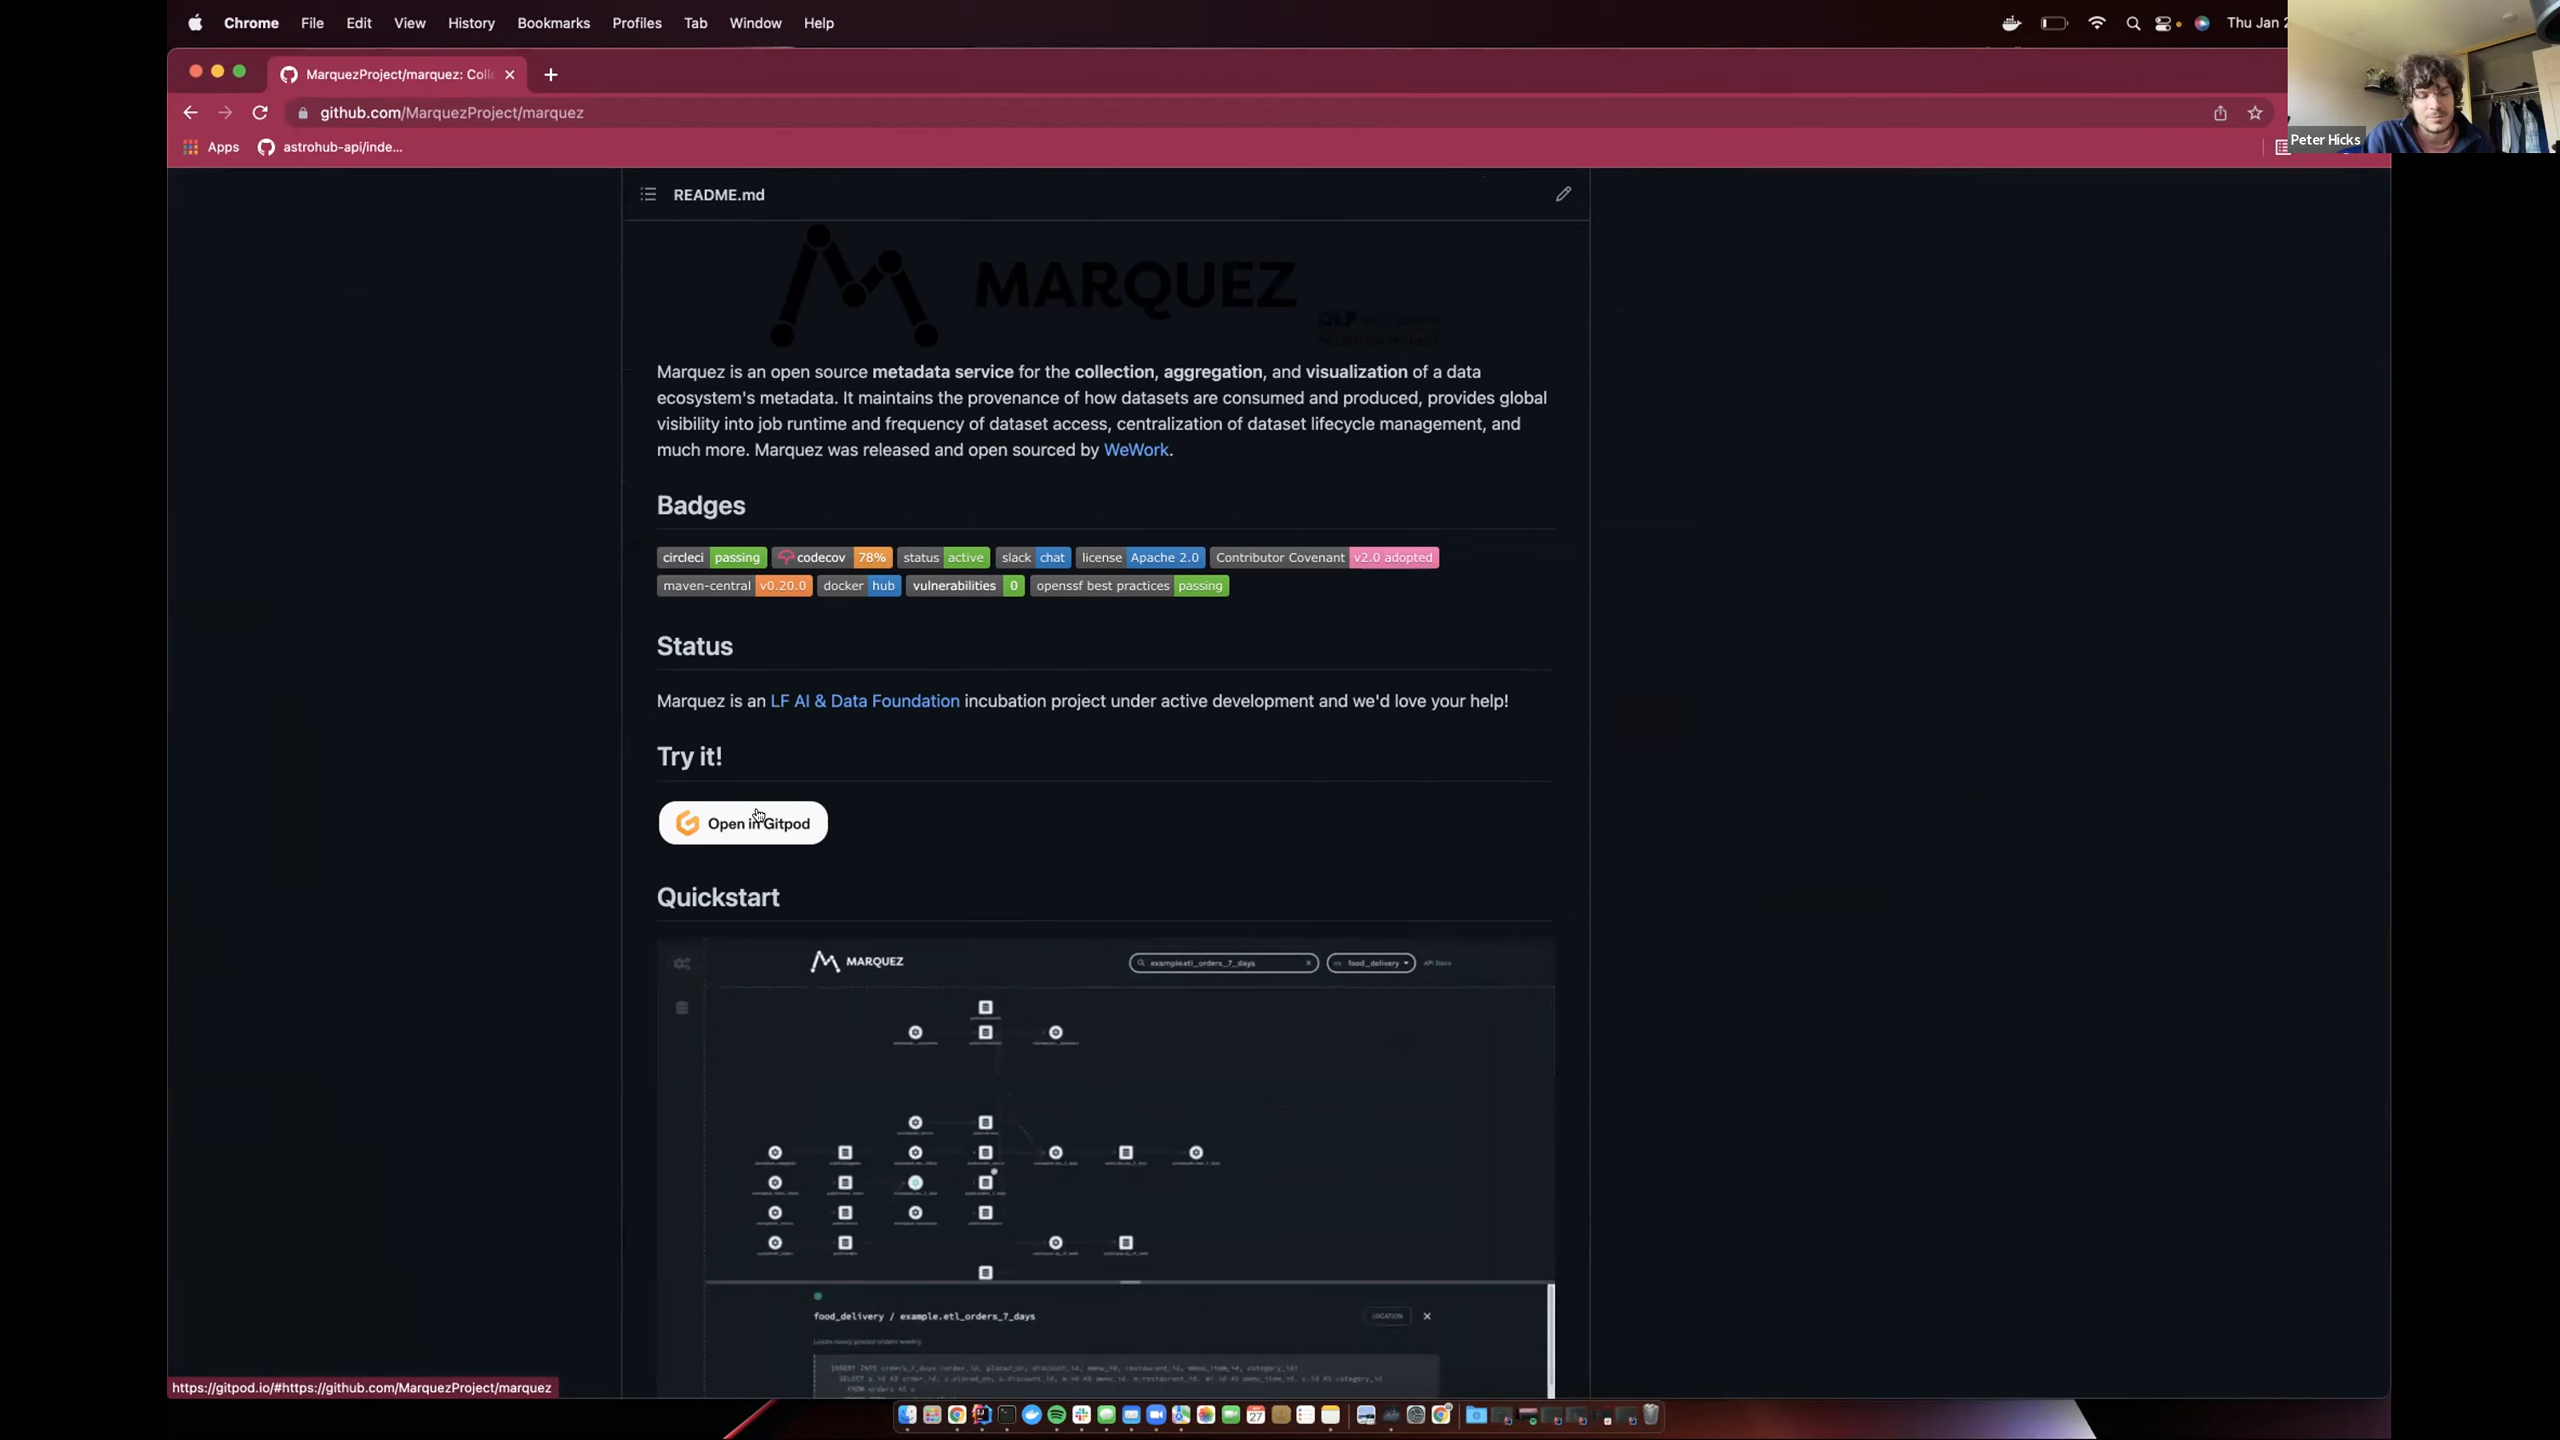 Chrome File Edit View History Bookmarks Profiles Tab Window Help Thu Jan 2
MarquezProject/marquez: Coll
github.com/MarquezProject/marquez
Apps astrohub-api/inde...
Peter Hicks
README.md
MARQUEZ
Marquez is an open source metadata service for the collection, aggregation, and visualization of a data
ecosystem's metadata. It maintains the provenance of how datasets are consumed and produced, provides global
visibility into job runtime and frequency of dataset access, centralization of dataset lifecycle management, and
much more. Marquez was released and open sourced by WeWork.
Badges
circleci passing codecov 78% status active slack chat license Apache 2.0 Contributor Covenant v2.0 adopted
maven-central v0.20.0 docker hub vulnerabilities 0 openssf best practices passing
Status
Marquez is an LF AI & Data Foundation incubation project under active development and we'd love your help!
Try it!
Open in Gitpod
Quickstart
MARQUEZ example.etl_orders_7_days food_delivery API Docs
food_delivery / example.etl_orders_7_days LOCATION
https://gitpod.io/#https://github.com/MarquezProject/marquez
27